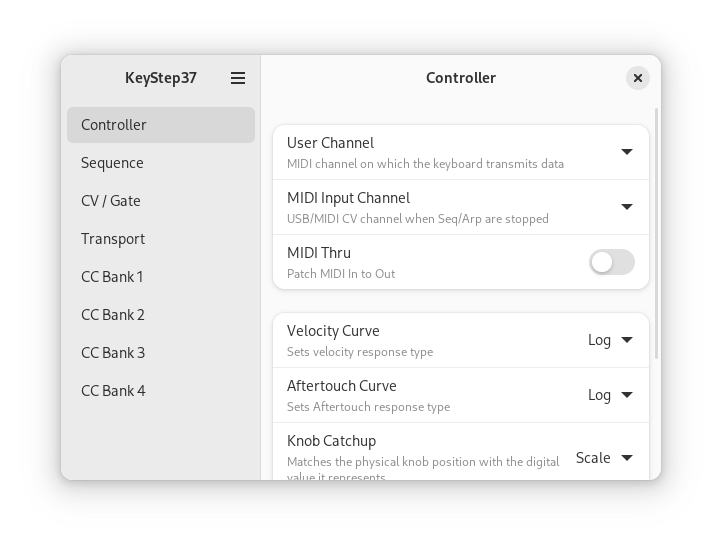 KeyStep37
Controller
Controller
Sequence
CV / Gate
Transport
CC Bank 1
CC Bank 2
CC Bank 3
CC Bank 4
User Channel
MIDI channel on which the keyboard transmits data
MIDI Input Channel
USB/MIDI CV channel when Seq/Arp are stopped
MIDI Thru
Patch MIDI In to Out
Velocity Curve
Sets velocity response type
Log
Aftertouch Curve
Sets Aftertouch response type
Log
Knob Catchup
Matches the physical knob position with the digital
value it represents
Scale